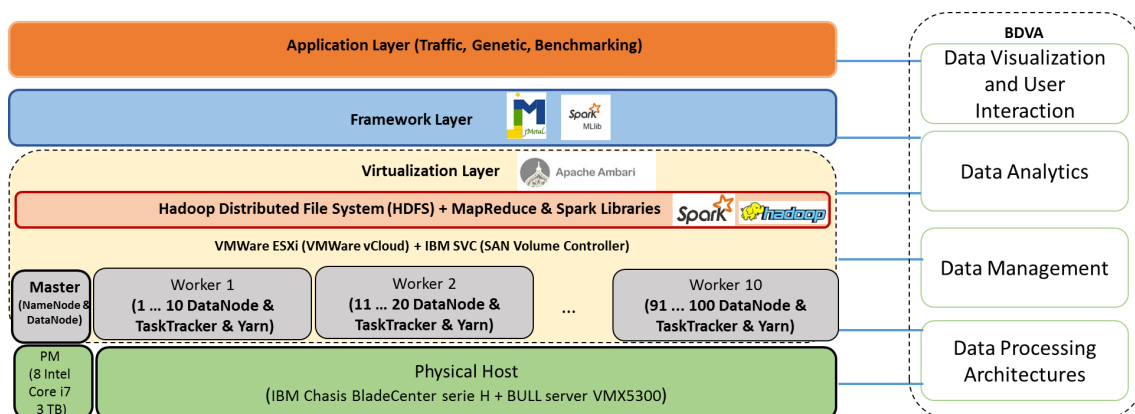 Application Layer (Traffic, Genetic, Benchmarking)
Framework Layer
jMetal
Spark
MLlib
Virtualization Layer
Apache Ambari
Hadoop Distributed File System (HDFS) + MapReduce & Spark Libraries
Spark
hadoop
VMWare ESXi (VMWare vCloud) + IBM SVC (SAN Volume Controller)
Master
(NameNode &
DataNode)
Worker 1
(1 ... 10 DataNode &
TaskTracker & Yarn)
Worker 2
(11 ... 20 DataNode &
TaskTracker & Yarn)
...
Worker 10
(91 ... 100 DataNode &
TaskTracker & Yarn)
PM
(8 Intel
Core i7
3 TB)
Physical Host
(IBM Chasis BladeCenter serie H + BULL server VMX5300)
BDVA
Data Visualization
and User
Interaction
Data Analytics
Data Management
Data Processing
Architectures